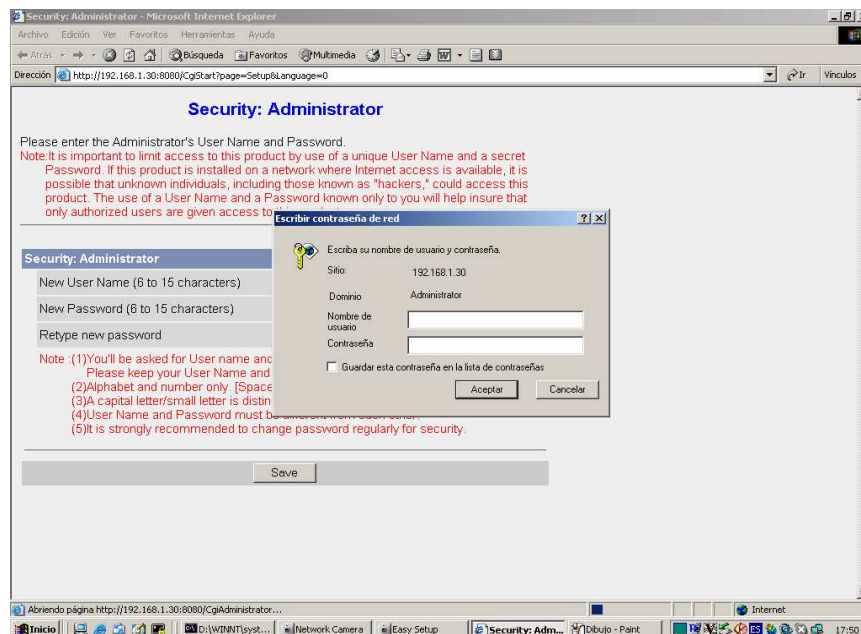 Security: Administrator - Microsoft Internet Explorer
Archivo Edición Ver Favoritos Herramientas Ayuda
Atrás Búsqueda Favoritos Multimedia
Dirección http://192.168.1.30:8080/CgiStart?page=Setup&Language=0 Ir Vínculos
Security: Administrator
Please enter the Administrator's User Name and Password.
Note:It is important to limit access to this product by use of a unique User Name and a secret
Password. If this product is installed on a network where Internet access is available, it is
possible that unknown individuals, including those known as "hackers," could access this
product. The use of a User Name and a Password known only to you will help insure that
only authorized users are given access to
Escribir contraseña de red
Escriba su nombre de usuario y contraseña.
Sitio: 192.168.1.30
Dominio Administrator
Nombre de usuario
Contraseña
Guardar esta contraseña en la lista de contraseñas
Aceptar Cancelar
Security: Administrator
New User Name (6 to 15 characters)
New Password (6 to 15 characters)
Retype new password
Note :(1)You'll be asked for User name and
Please keep your User Name and
(2)Alphabet and number only. [Space
(3)A capital letter/small letter is distin
(4)User Name and Password must be different from each other.
(5)It is strongly recommended to change password regularly for security.
Save
Abriendo página http://192.168.1.30:8080/CgiAdministrator... Internet
Inicio D:\WINNT\syst... Network Camera Easy Setup Security: Adm... Dibujo - Paint ES 17:50